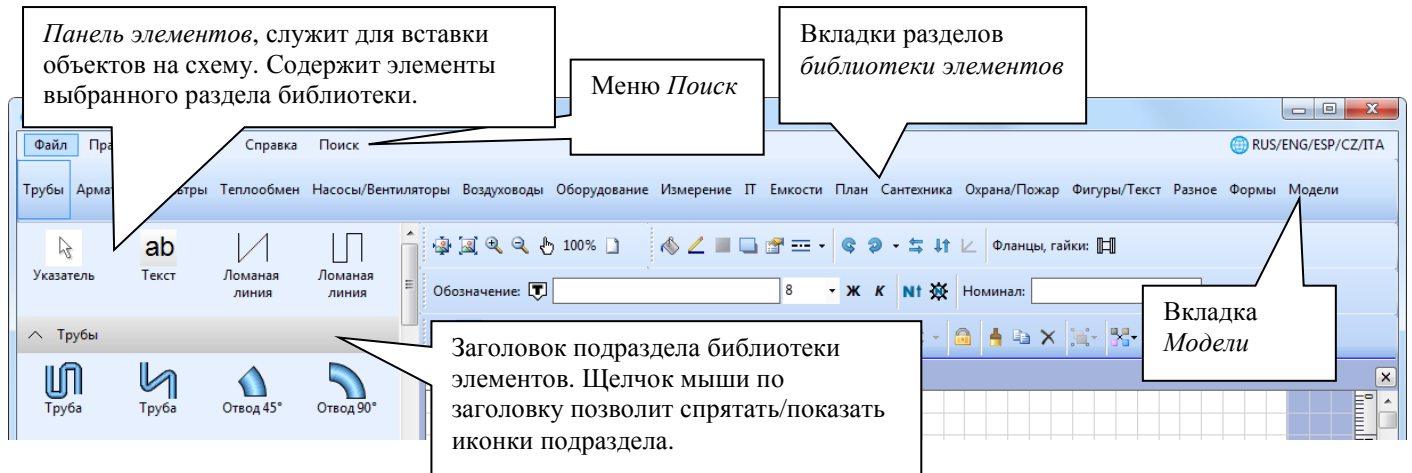 Панель элементов, служит для вставки
объектов на схему. Содержит элементы
выбранного раздела библиотеки.
Меню Поиск
Вкладки разделов
библиотеки элементов
Файл Справка Поиск RUS/ENG/ESP/CZ/ITA
Трубы Теплообмен Насосы/Вентиляторы Воздуховоды Оборудование Измерение IT Емкости План Сантехника Охрана/Пожар Фигуры/Текст Разное Формы Модели
ab 100% Фланцы, гайки:
Указатель Текст Ломаная Ломаная
линия линия
Обозначение: T 8 Ж К N Номинал:
Трубы
Вкладка
Модели
Заголовок подраздела библиотеки
элементов. Щелчок мыши по
заголовку позволит спрятать/показать
иконки подраздела.
Труба Труба Отвод 45° Отвод 90°